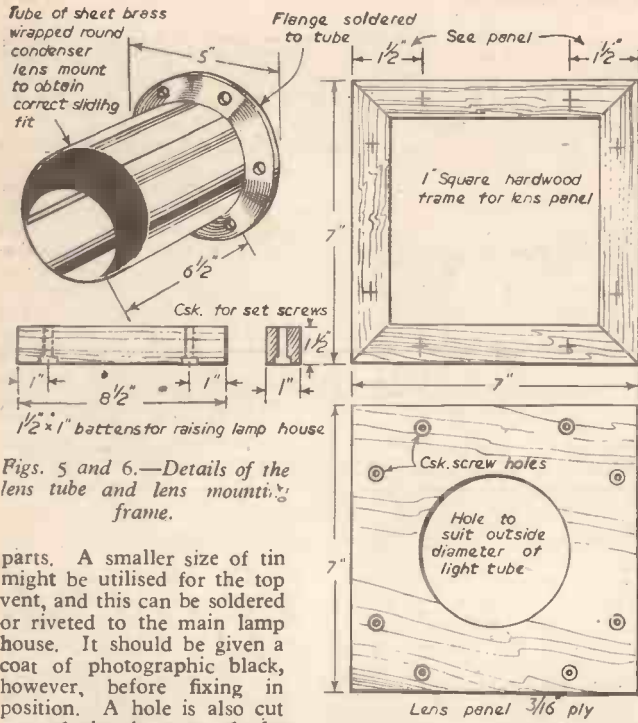 Tube of sheet brass
wrapped round
condenser
lens mount
to obtain
correct sliding
fit
5"
Flange soldered
to tube
6½"
1½"
See panel
1½"
7"
1" Square hardwood
frame for lens panel
7"
Csk. for set screws
1"
1"
8½"
1"
1½"
1½" × 1" battens for raising lamp house
Figs. 5 and 6.—Details of the
lens tube and lens mounting
frame.
7"
Csk. screw holes
Hole to
suit outside
diameter of
light tube
Lens panel 3/16" ply
parts. A smaller size of tin
might be utilised for the top
vent, and this can be soldered
or riveted to the main lamp
house. It should be given a
coat of photographic black,
however, before fixing in
position. A hole is also cut